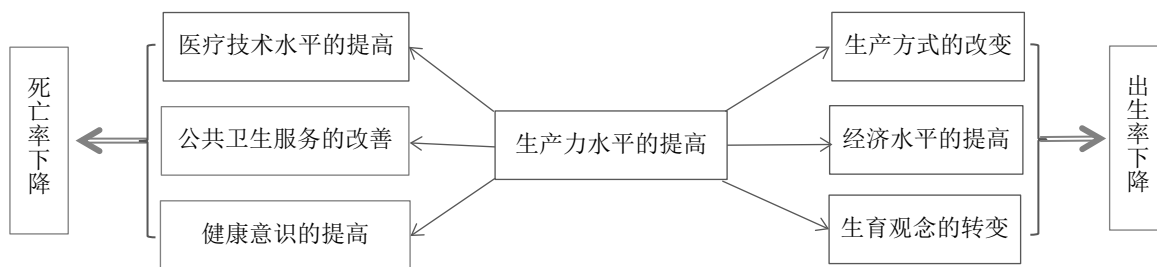 死亡率下降
医疗技术水平的提高
公共卫生服务的改善
健康意识的提高
生产力水平的提高
生产方式的改变
经济水平的提高
生育观念的转变
出生率下降